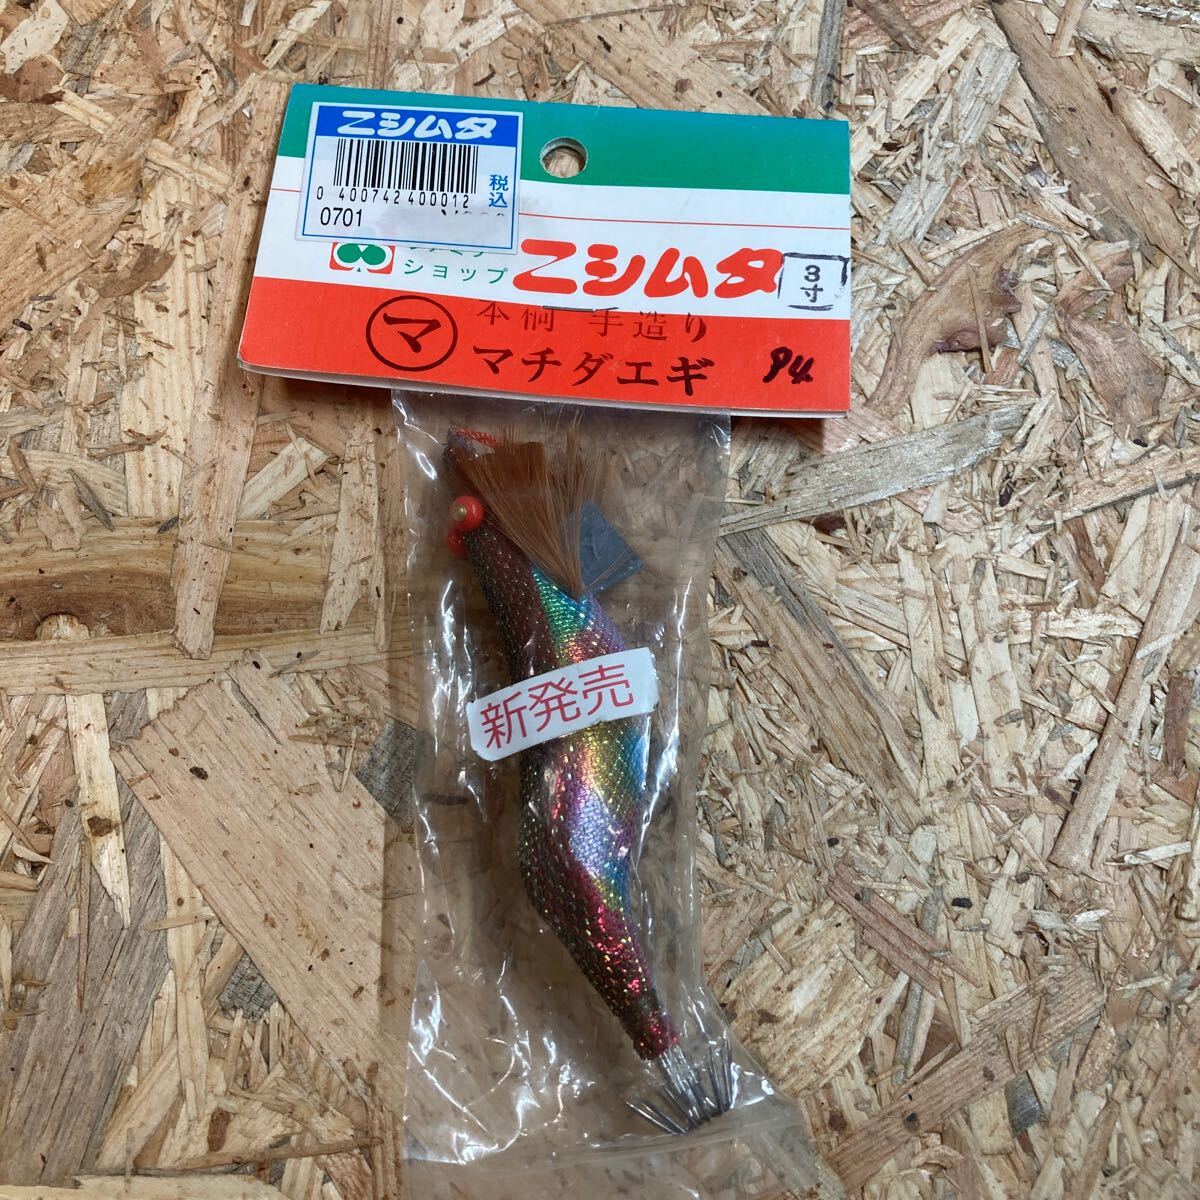 ニシムタ
税込
0 400742 400012
0701
ショップ
ニシムタ
3寸
本桐 手造り
マ
マチダエギ
P4
新発売